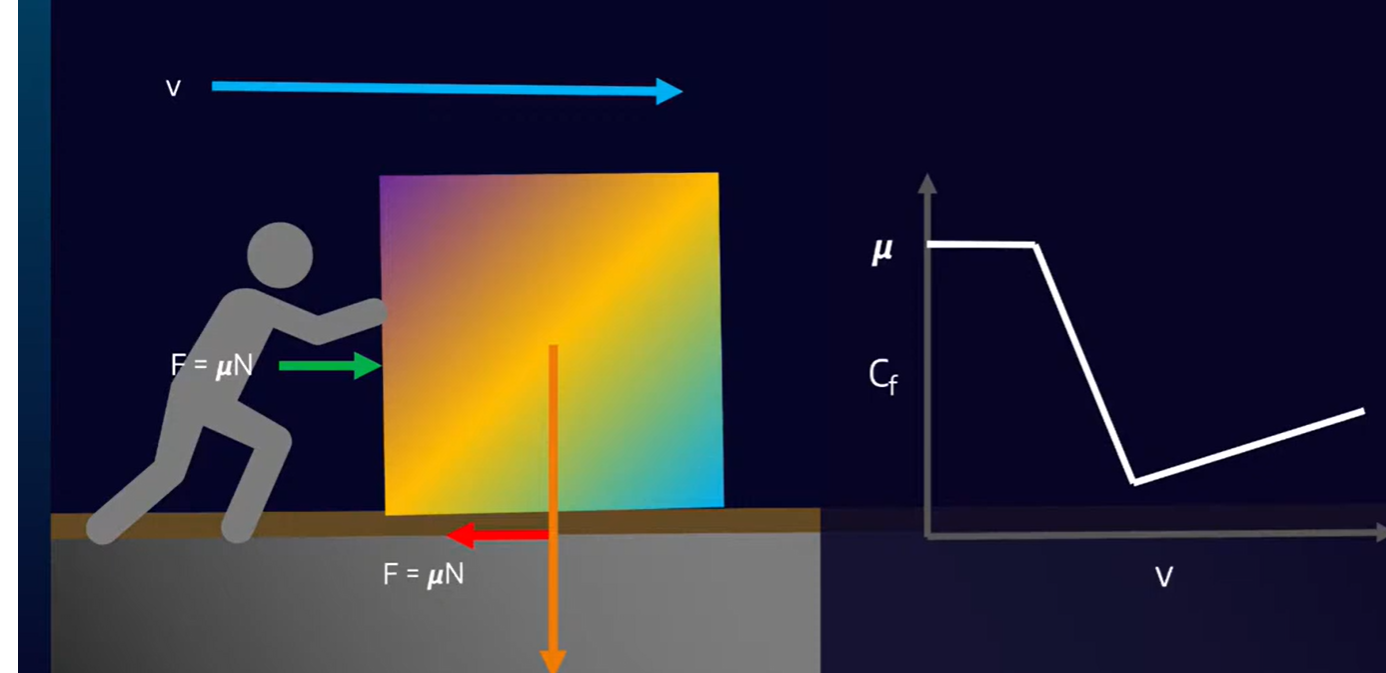 v
F = μN
F = μN
μ
Cf
V